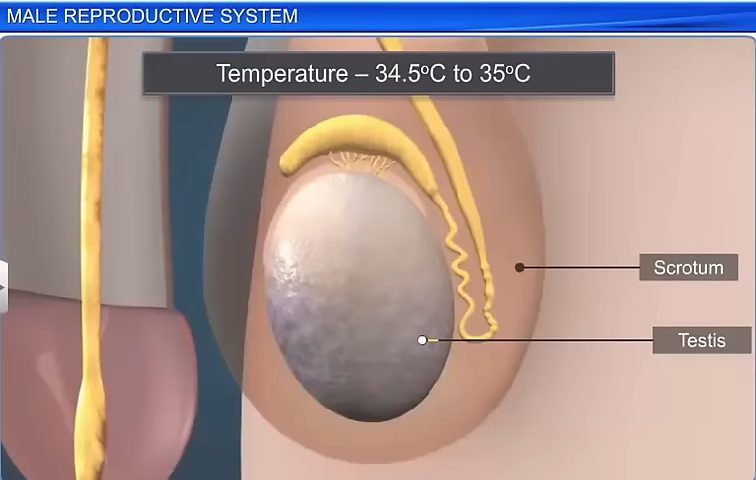 MALE REPRODUCTIVE SYSTEM
Temperature – 34.5ºC to 35ºC
Scrotum
Testis